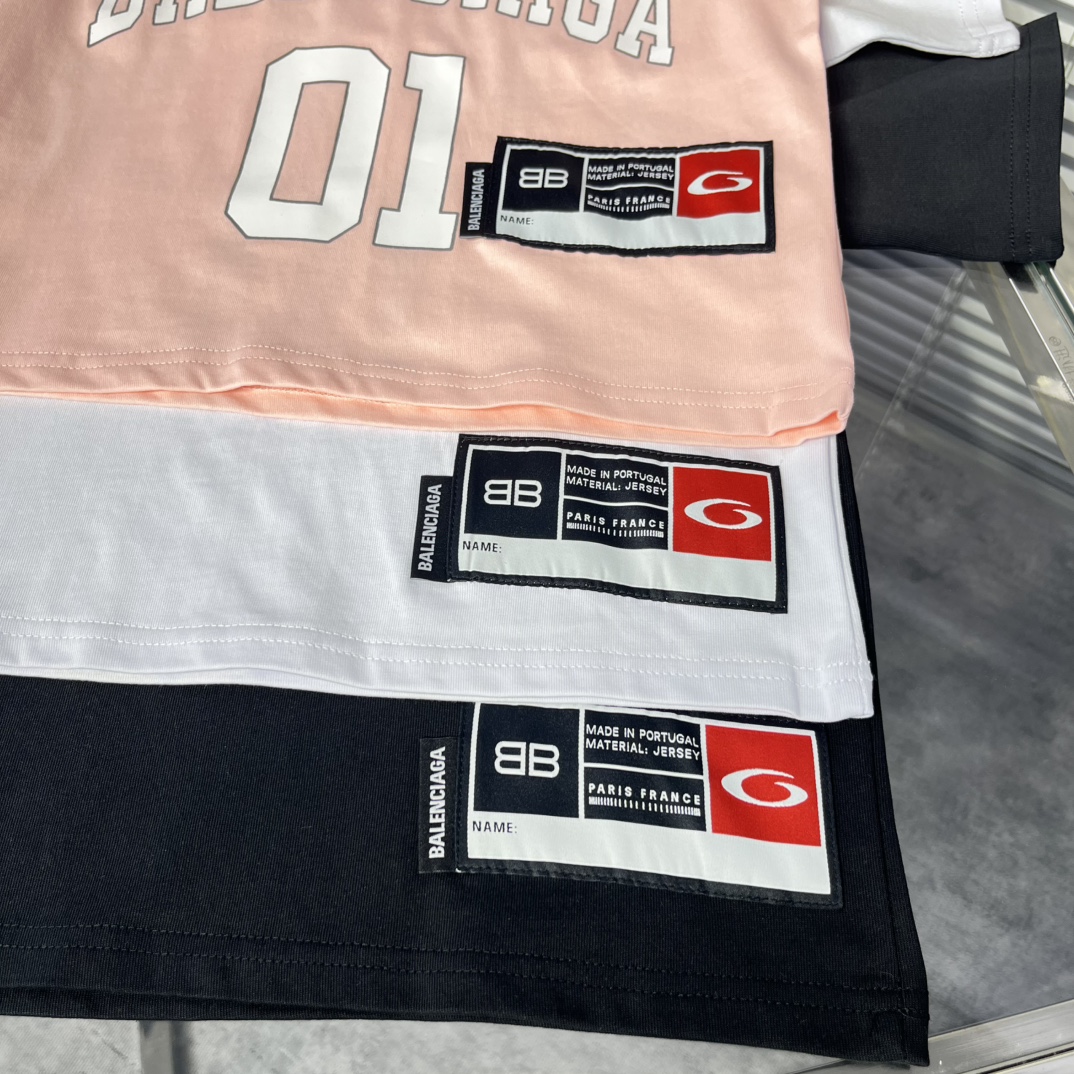 BALENCIAGA
01
BALENCIAGA
BB
MADE IN PORTUGAL
MATERIAL: JERSEY
PARIS FRANCE
NAME:
BALENCIAGA
BB
MADE IN PORTUGAL
MATERIAL: JERSEY
PARIS FRANCE
NAME:
BALENCIAGA
BB
MADE IN PORTUGAL
MATERIAL: JERSEY
PARIS FRANCE
NAME: